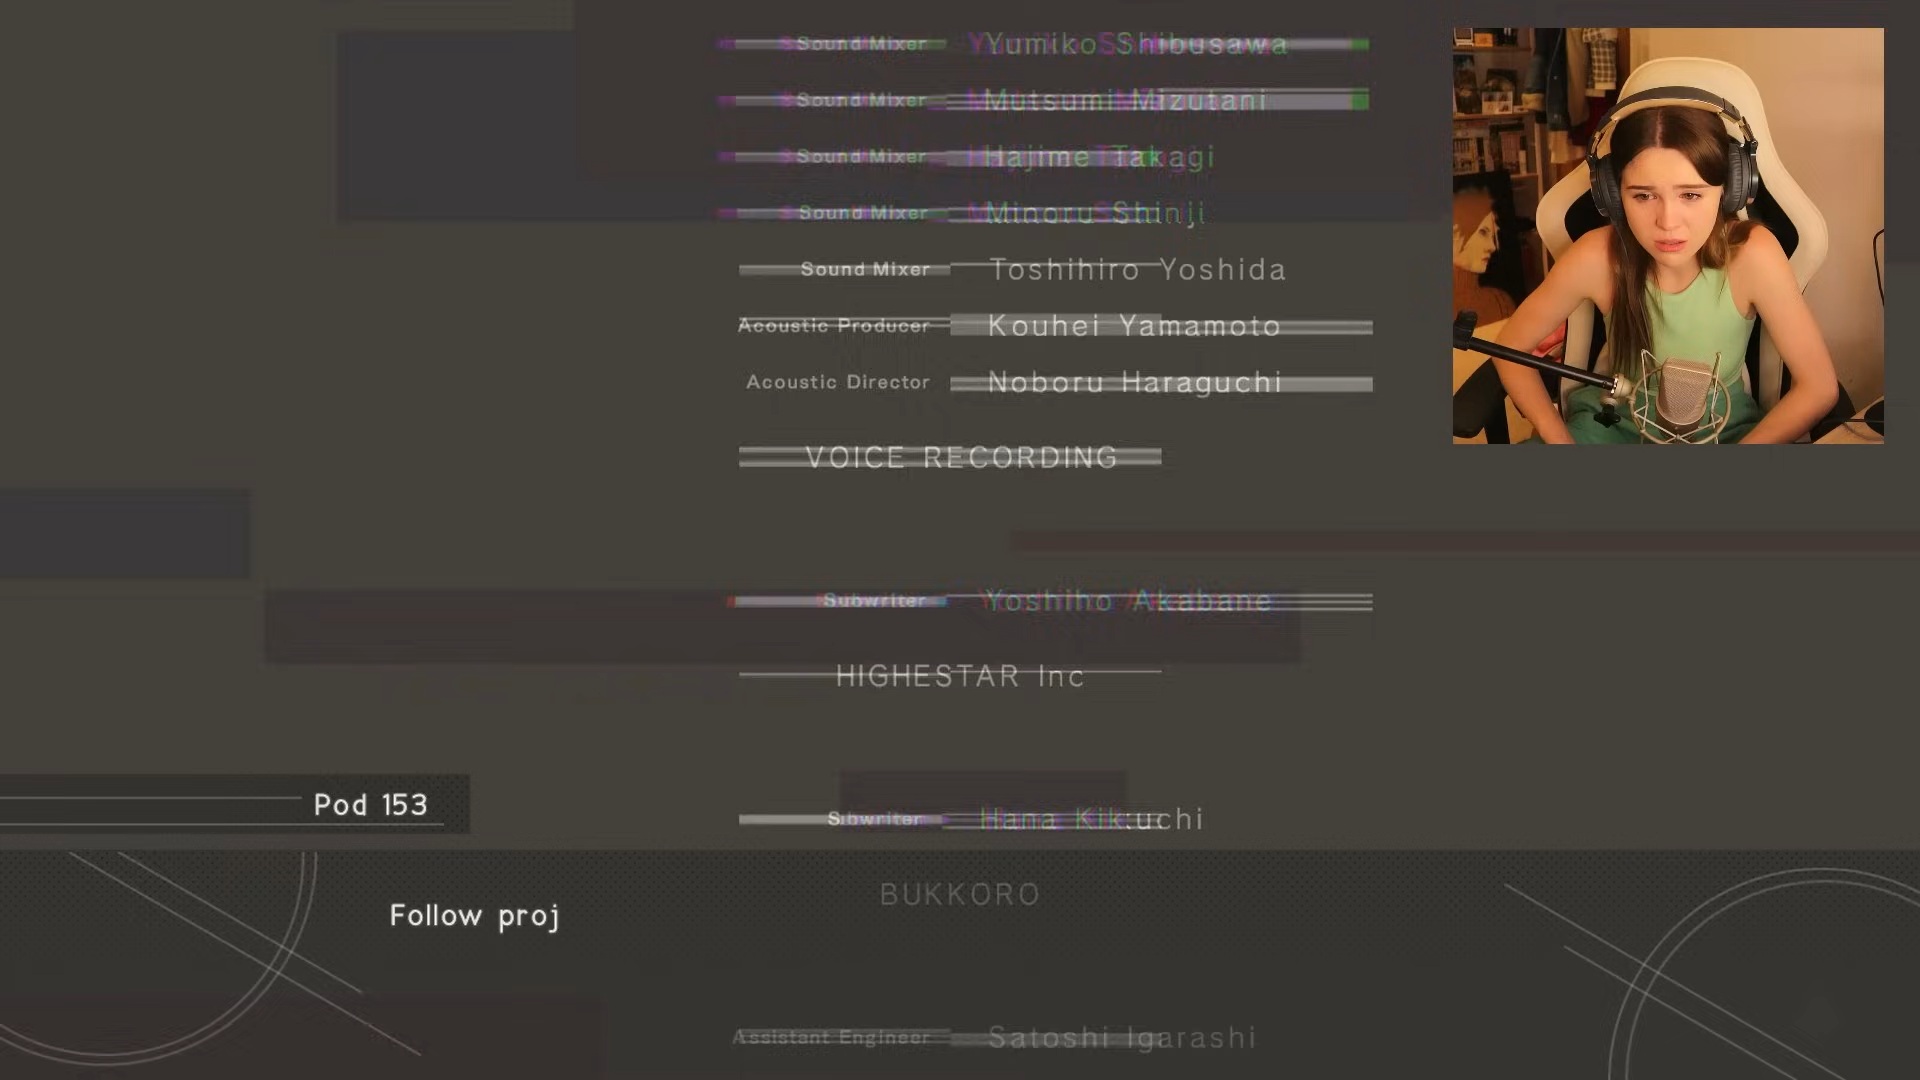 Sound Mixer Yumiko Shibusawa
Sound Mixer Mutsumi Mizutani
Sound Mixer Hajime Takagi
Sound Mixer Minoru Shinji
Sound Mixer Toshihiro Yoshida
Acoustic Producer Kouhei Yamamoto
Acoustic Director Noboru Haraguchi
VOICE RECORDING
Subwriter Yoshiho Akabane
HIGHESTAR Inc
Pod 153
Subwriter Hana Kikuchi
BUKKORO
Follow proj
Assistant Engineer Satoshi Igarashi